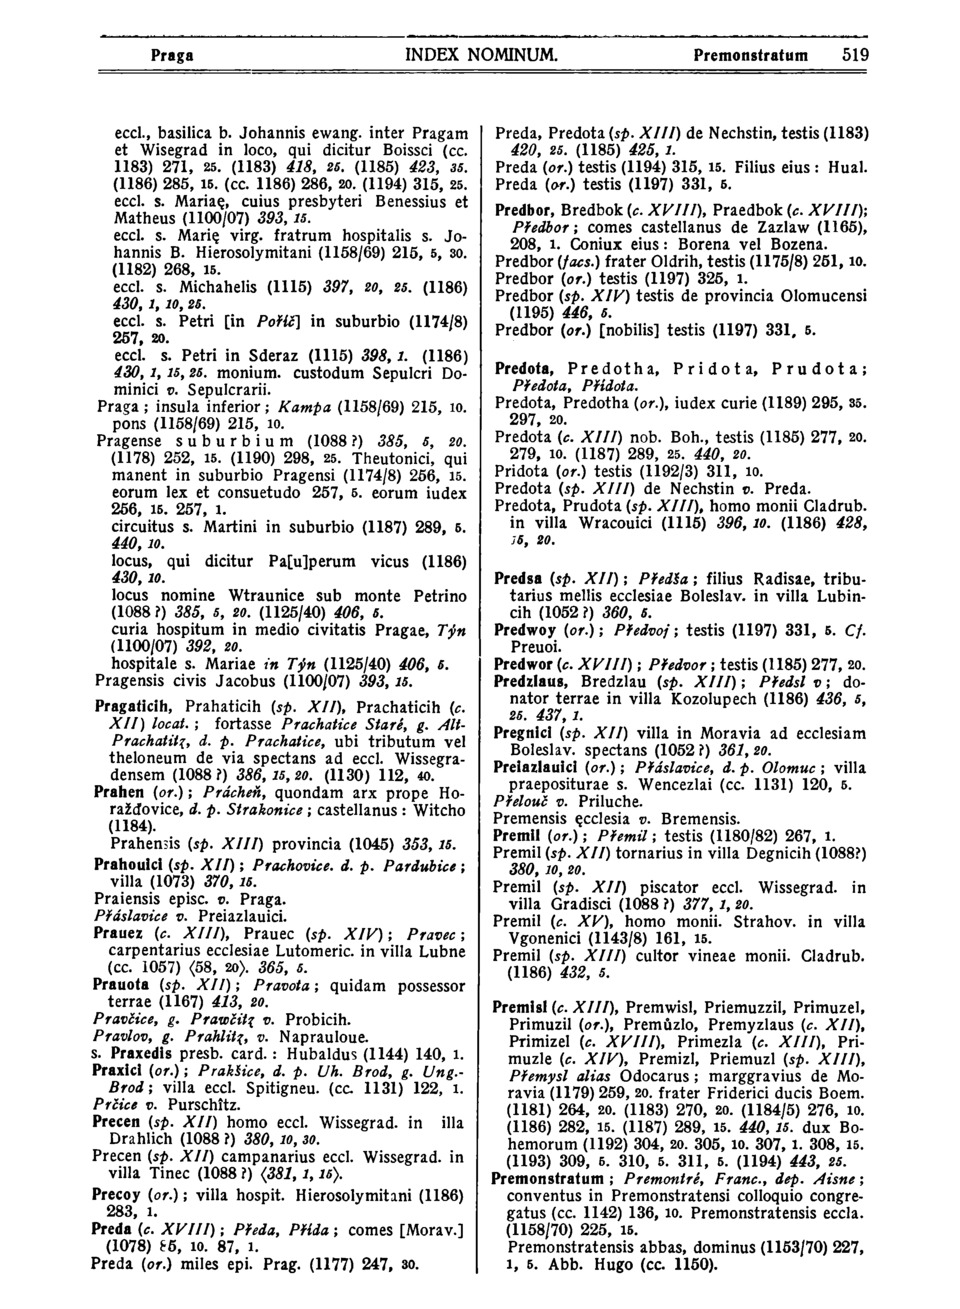 Praga INDEX NOMINUM. Premonstratum 519
eccl., basilica b. Johannis ewang. inter Pragam
et Wisegrad in loco, qui dicitur Boissci (cc.
1183) 271, 25. (1183) 418, 25. (1185) 423, 35.
(1186) 285, 15. (cc. 1186) 286, 20. (1194) 315, 25.
eccl. s. Mariaę, cuius presbyteri Benessius et
Matheus (1100/07) 393, 15.
eccl. s. Marię virg. fratrum hospitalis s. Jo-
hannis B. Hierosolymitani (1158/69) 215, 5, 30.
(1182) 268, 15.
eccl. s. Michahelis (1115) 397, 20, 25. (1186)
430, 1, 10, 25.
eccl. s. Petri [in Poříč] in suburbio (1174/8)
257, 20.
eccl. s. Petri in Sderaz (1115) 398, 1. (1186)
430, 1, 15, 25. monium. custodum Sepulcri Do-
minici v. Sepulcrarii.
Praga ; insula inferior ; Kampa (1158/69) 215, 10.
pons (1158/69) 215, 10.
Pragense suburbium (1088 ?) 385, 5, 20.
(1178) 252, 15. (1190) 298, 25. Theutonici, qui
manent in suburbio Pragensi (1174/8) 256, 15.
eorum lex et consuetudo 257, 5. eorum iudex
256, 15. 257, 1.
circuitus s. Martini in suburbio (1187) 289, 5.
440, 10.
locus, qui dicitur Pa[u]perum vicus (1186)
430, 10.
locus nomine Wtraunice sub monte Petrino
(1088 ?) 385, 5, 20. (1125/40) 406, 5.
curia hospitum in medio civitatis Pragae, Týn
(1100/07) 392, 20.
hospitale s. Mariae in Týn (1125/40) 406, 5.
Pragensis civis Jacobus (1100/07) 393, 15.
Pragaticih, Prahaticih (sp. XII), Prachaticih (c.
XII) locat. ; fortasse Prachatice Staré, g. Alt-
Prachatitz, d. p. Prachatice, ubi tributum vel
theloneum de via spectans ad eccl. Wissegra-
densem (1088 ?) 386, 15, 20. (1130) 112, 40.
Prahen (or.) ; Prácheň, quondam arx prope Ho-
ražďovice, d. p. Strakonice ; castellanus : Witcho
(1184).
Prahensis (sp. XIII) provincia (1045) 353, 15.
Prahouici (sp. XII) ; Prachovice. d. p. Pardubice ;
villa (1073) 370, 15.
Praiensis episc. v. Praga.
Přáslavice v. Preiazlauici.
Prauez (c. XIII), Prauec (sp. XIV) ; Pravec ;
carpentarius ecclesiae Lutomeric. in villa Lubne
(cc. 1057) ⟨58, 20⟩. 365, 5.
Prauota (sp. XII) ; Pravota ; quidam possessor
terrae (1167) 413, 20.
Pravčice, g. Prawčitz v. Probicih.
Pravlov, g. Prahlitz, v. Naprauloue.
s. Praxedis presb. card. : Hubaldus (1144) 140, 1.
Praxici (or.) ; Prakšice, d. p. Uh. Brod, g. Ung.-
Brod ; villa eccl. Spitigneu. (cc. 1131) 122, 1.
Prčice v. Purschîtz.
Precen (sp. XII) homo eccl. Wissegrad. in illa
Drahlich (1088 ?) 380, 10, 30.
Precen (sp. XII) campanarius eccl. Wissegrad. in
villa Tinec (1088 ?) ⟨381, 1, 15⟩.
Precoy (or.) ; villa hospit. Hierosolymitani (1186)
283, 1.
Preda (c. XVIII) ; Předa, Přída ; comes [Morav.]
(1078) 85, 10. 87, 1.
Preda (or.) miles epi. Prag. (1177) 247, 30.
Preda, Predota (sp. XIII) de Nechstin, testis (1183)
420, 25. (1185) 425, 1.
Preda (or.) testis (1194) 315, 15. Filius eius : Hual.
Preda (or.) testis (1197) 331, 5.
Predbor, Bredbok (c. XVIII), Praedbok (c. XVIII);
Předbor ; comes castellanus de Zazlaw (1165),
208, 1. Coniux eius : Borena vel Bozena.
Predbor (facs.) frater Oldrih, testis (1175/8) 251, 10.
Predbor (or.) testis (1197) 325, 1.
Predbor (sp. XIV) testis de provincia Olomucensi
(1195) 446, 5.
Predbor (or.) [nobilis] testis (1197) 331, 5.
Predota, Predotha, Pridota, Prudota ;
Předota, Přidota.
Predota, Predotha (or.), iudex curie (1189) 295, 35.
297, 20.
Predota (c. XIII) nob. Boh., testis (1185) 277, 20.
279, 10. (1187) 289, 25. 440, 20.
Pridota (or.) testis (1192/3) 311, 10.
Predota (sp. XIII) de Nechstin v. Preda.
Predota, Prudota (sp. XIII), homo monii Cladrub.
in villa Wracouici (1115) 396, 10. (1186) 428,
15, 20.
Predsa (sp. XII) ; Předša ; filius Radisae, tribu-
tarius mellis ecclesiae Boleslav. in villa Lubin-
cih (1052 ?) 360, 5.
Predwoy (or.) ; Předvoj ; testis (1197) 331, 5. Cf.
Preuoi.
Predwor (c. XVIII) ; Předvor ; testis (1185) 277, 20.
Predzlaus, Bredzlau (sp. XIII) ; Předsl v ; do-
nator terrae in villa Kozolupech (1186) 436, 5,
25. 437, 1.
Pregnici (sp. XII) villa in Moravia ad ecclesiam
Boleslav. spectans (1052 ?) 361, 20.
Preiazlauici (or.) ; Přáslavice, d. p. Olomuc ; villa
praepositurae s. Wencezlai (cc. 1131) 120, 5.
Přelouč v. Priluche.
Premensis ęcclesia v. Bremensis.
Premil (or.) ; Přemil ; testis (1180/82) 267, 1.
Premil (sp. XII) tornarius in villa Degnicih (1088?)
380, 10, 20.
Premil (sp. XII) piscator eccl. Wissegrad. in
villa Gradisci (1088 ?) 377, 1, 20.
Premil (c. XV), homo monii. Strahov. in villa
Vgonenici (1143/8) 161, 15.
Premil (sp. XIII) cultor vineae monii. Cladrub.
(1186) 432, 5.
Premisl (c. XIII), Premwisl, Priemuzzil, Primuzel,
Primuzil (or.), Premůzlo, Premyzlaus (c. XII),
Primizel (c. XVIII), Primezla (c. XIII), Pri-
muzle (c. XIV), Premizl, Priemuzl (sp. XIII),
Přemysl alias Odocarus ; marggravius de Mo-
ravia (1179) 259, 20. frater Friderici ducis Boem.
(1181) 264, 20. (1183) 270, 20. (1184/5) 276, 10.
(1186) 282, 15. (1187) 289, 15. 440, 15. dux Bo-
hemorum (1192) 304, 20. 305, 10. 307, 1. 308, 15.
(1193) 309, 5. 310, 5. 311, 5. (1194) 443, 25.
Premonstratum ; Premontré, Franc., dep. Aisne ;
conventus in Premonstratensi colloquio congre-
gatus (cc. 1142) 136, 10. Premonstratensis eccla.
(1158/70) 225, 15.
Premonstratensis abbas, dominus (1153/70) 227,
1, 5. Abb. Hugo (cc. 1150).